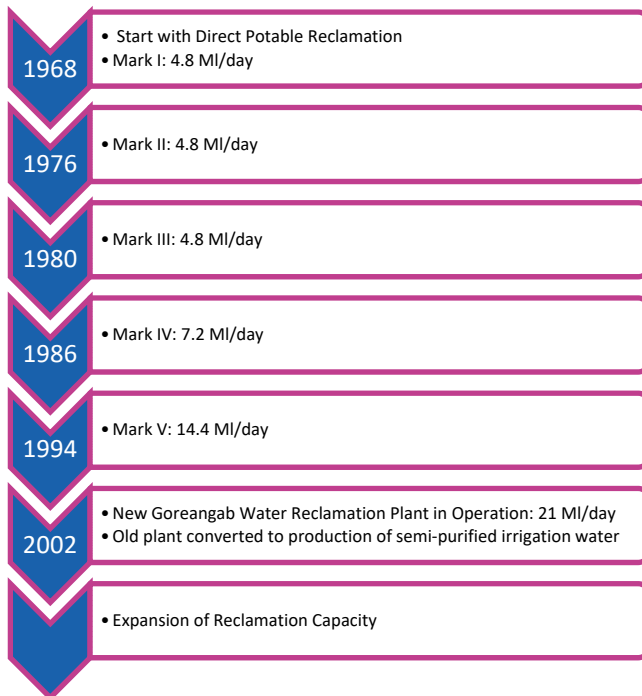 1968
• Start with Direct Potable Reclamation
• Mark I: 4.8 Ml/day
1976
• Mark II: 4.8 Ml/day
1980
• Mark III: 4.8 Ml/day
1986
• Mark IV: 7.2 Ml/day
1994
• Mark V: 14.4 Ml/day
2002
• New Goreangab Water Reclamation Plant in Operation: 21 Ml/day
• Old plant converted to production of semi-purified irrigation water
• Expansion of Reclamation Capacity